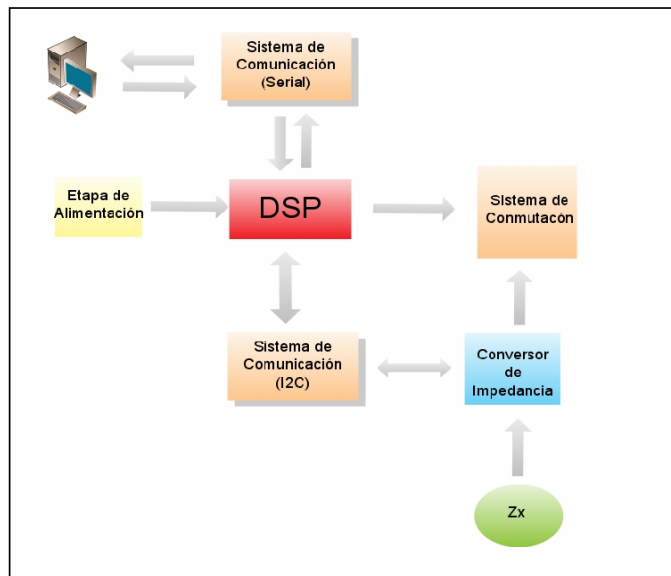 Sistema de
Comunicación
(Serial)
Etapa de
Alimentación
DSP
SIstema de
Conmutacón
Sistema de
Comunicación
(I2C)
Conversor
de
Impedancia
Zx